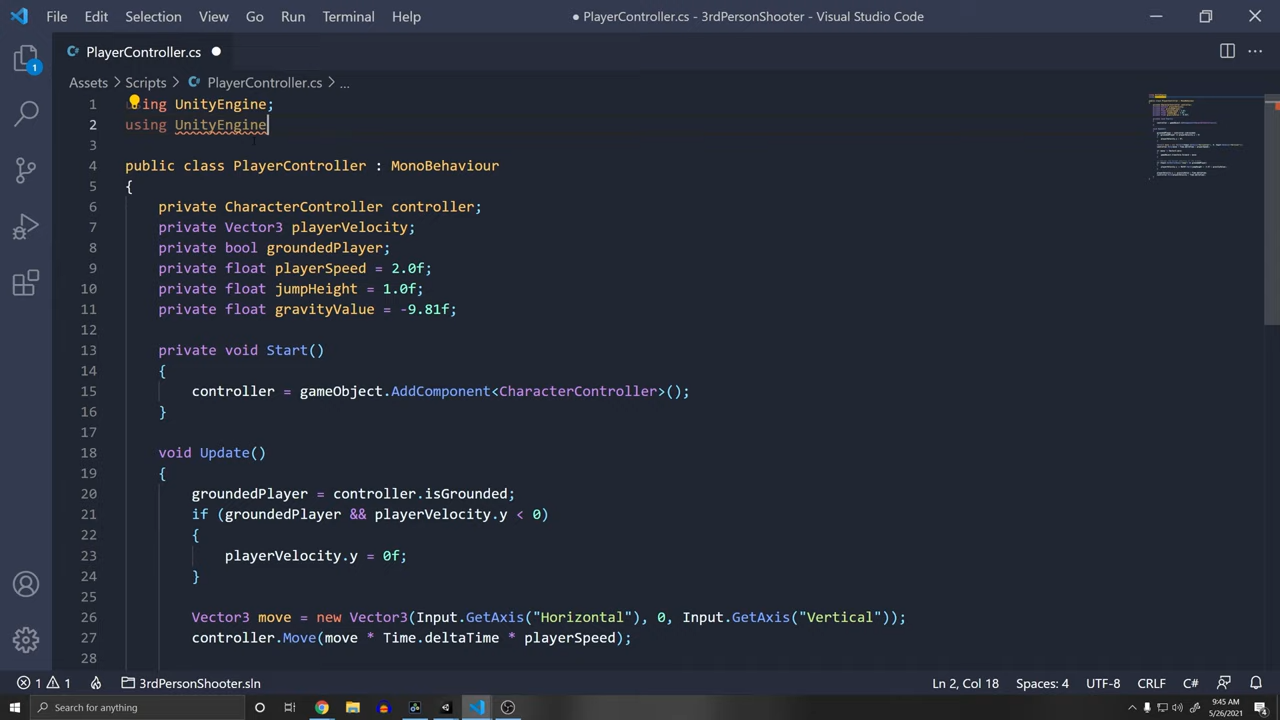 File Edit Selection View Go Run Terminal Help
● PlayerController.cs - 3rdPersonShooter - Visual Studio Code
PlayerController.cs
Assets > Scripts > PlayerController.cs > ...
1 ing UnityEngine;
2 using UnityEngine
3
4 public class PlayerController : MonoBehaviour
5 {
6 private CharacterController controller;
7 private Vector3 playerVelocity;
8 private bool groundedPlayer;
9 private float playerSpeed = 2.0f;
10 private float jumpHeight = 1.0f;
11 private float gravityValue = -9.81f;
12
13 private void Start()
14 {
15 controller = gameObject.AddComponent<CharacterController>();
16 }
17
18 void Update()
19 {
20 groundedPlayer = controller.isGrounded;
21 if (groundedPlayer && playerVelocity.y < 0)
22 {
23 playerVelocity.y = 0f;
24 }
25
26 Vector3 move = new Vector3(Input.GetAxis("Horizontal"), 0, Input.GetAxis("Vertical"));
27 controller.Move(move * Time.deltaTime * playerSpeed);
28
1
1 1 3rdPersonShooter.sln Ln 2, Col 18 Spaces: 4 UTF-8 CRLF C#
Search for anything
9:45 AM
5/26/2021
4